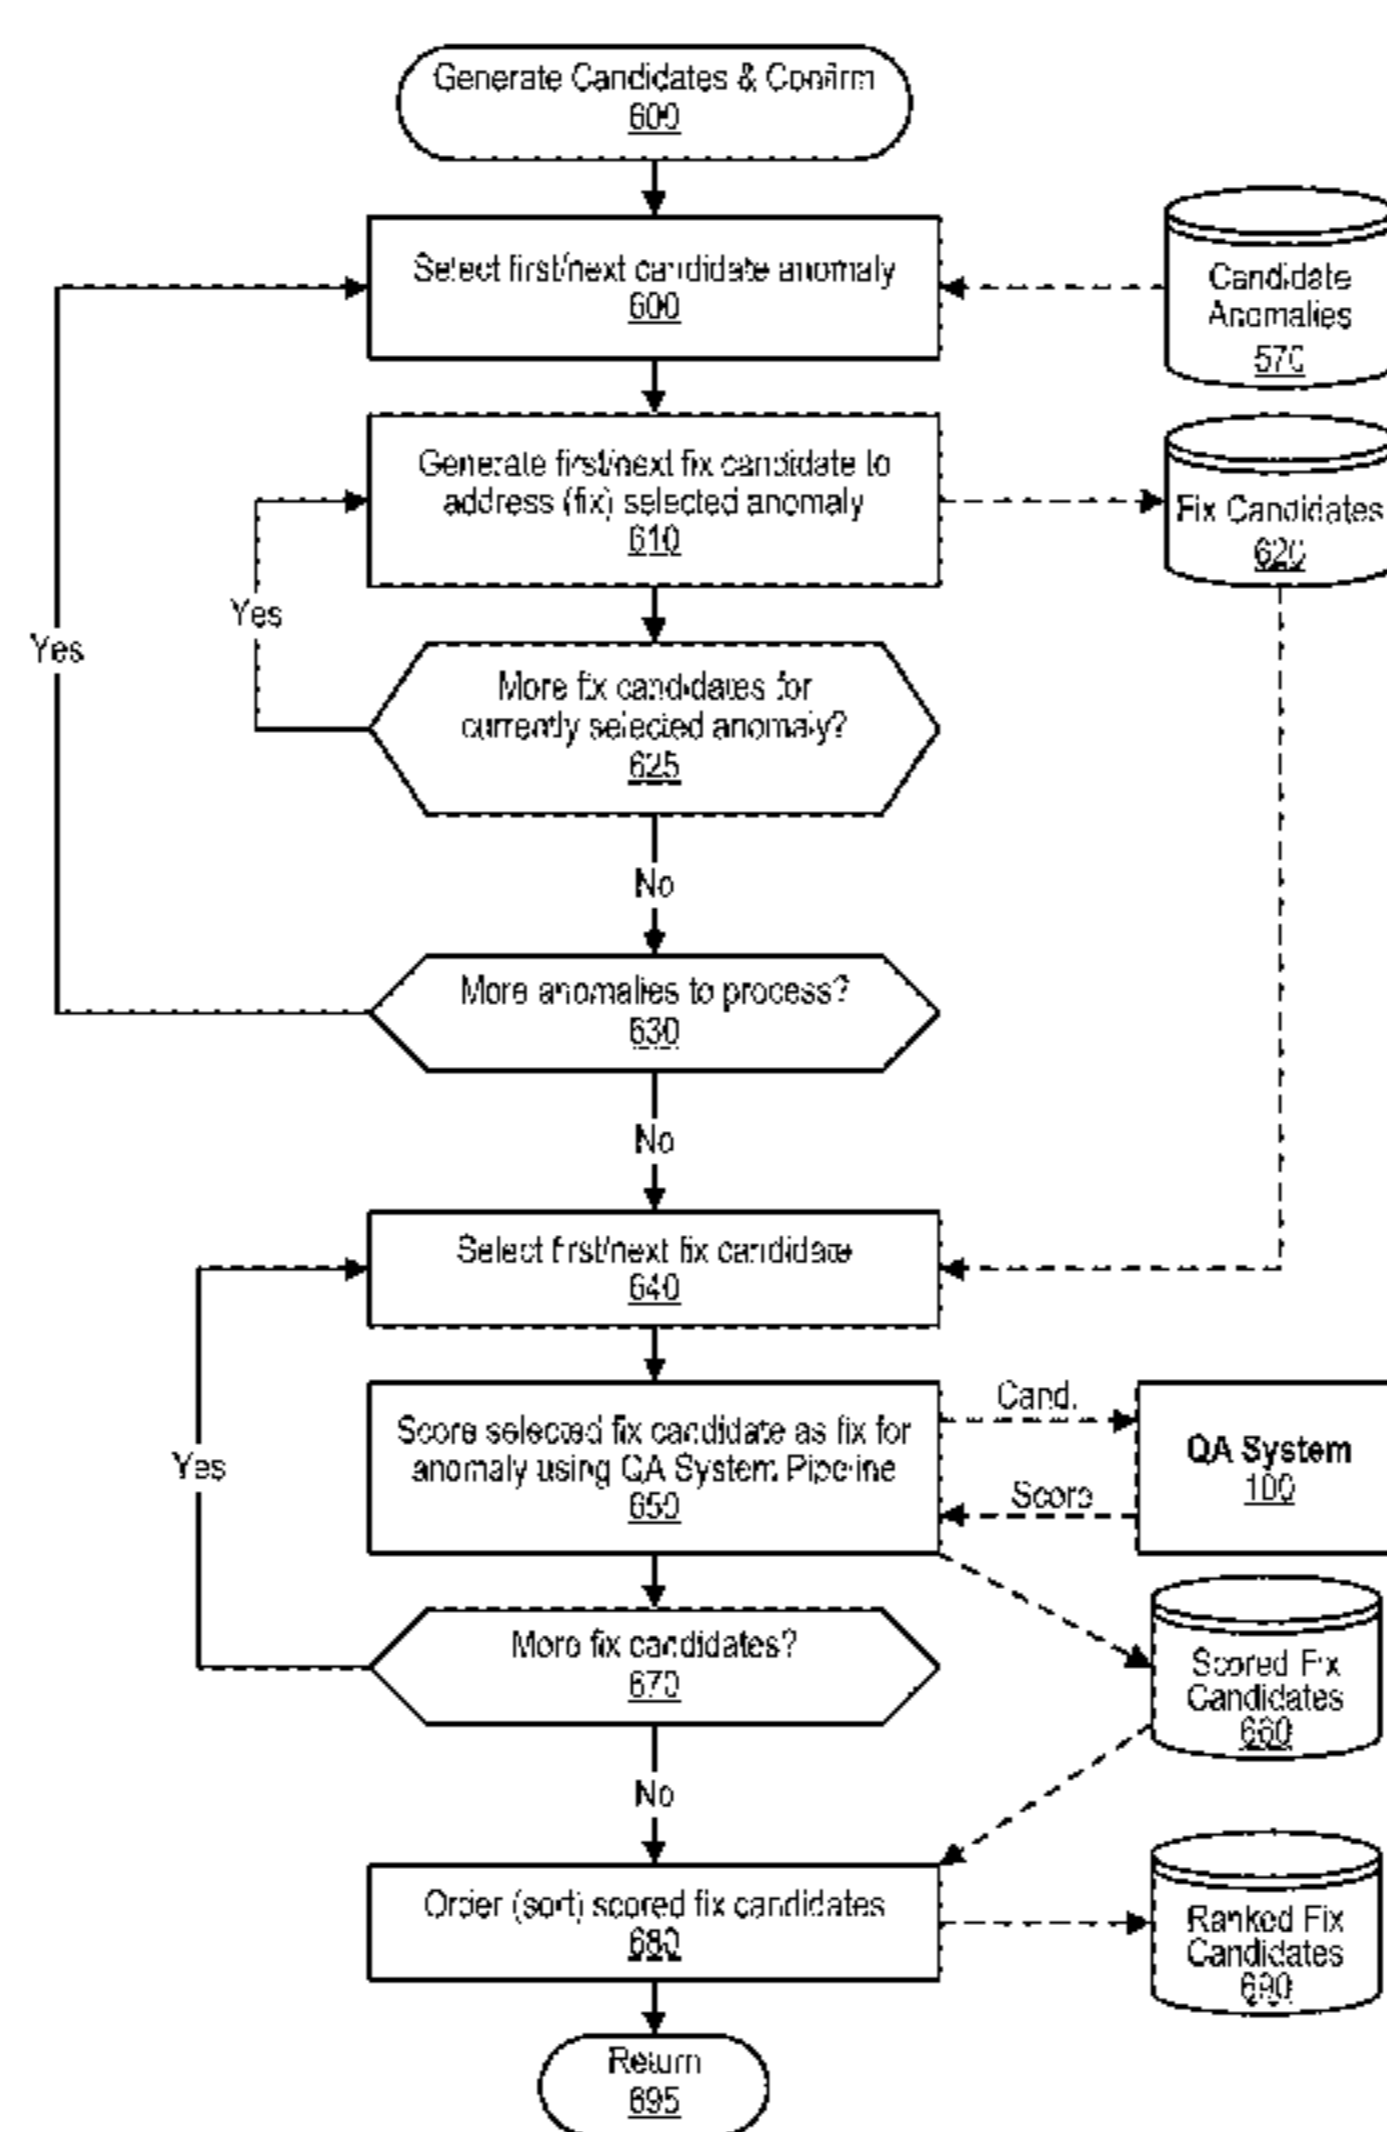 Generate Candidates & Confirm
600
Select first/next candidate anomaly
600
Candidate
Anomalies
570
Generate first/next fix candidate to
address (fix) selected anomaly
610
Fix Candidates
620
Yes
Yes
More fix candidates for
currently selected anomaly?
625
No
More anomalies to process?
630
No
Select first/next fix candidate
640
Score selected fix candidate as fix for
anomaly using QA System Pipeline
650
Cand.
Score
QA System
100
Yes
More fix candidates?
670
Scored Fix
Candidates
660
No
Order (sort) scored fix candidates
680
Ranked Fix
Candidates
690
Return
695